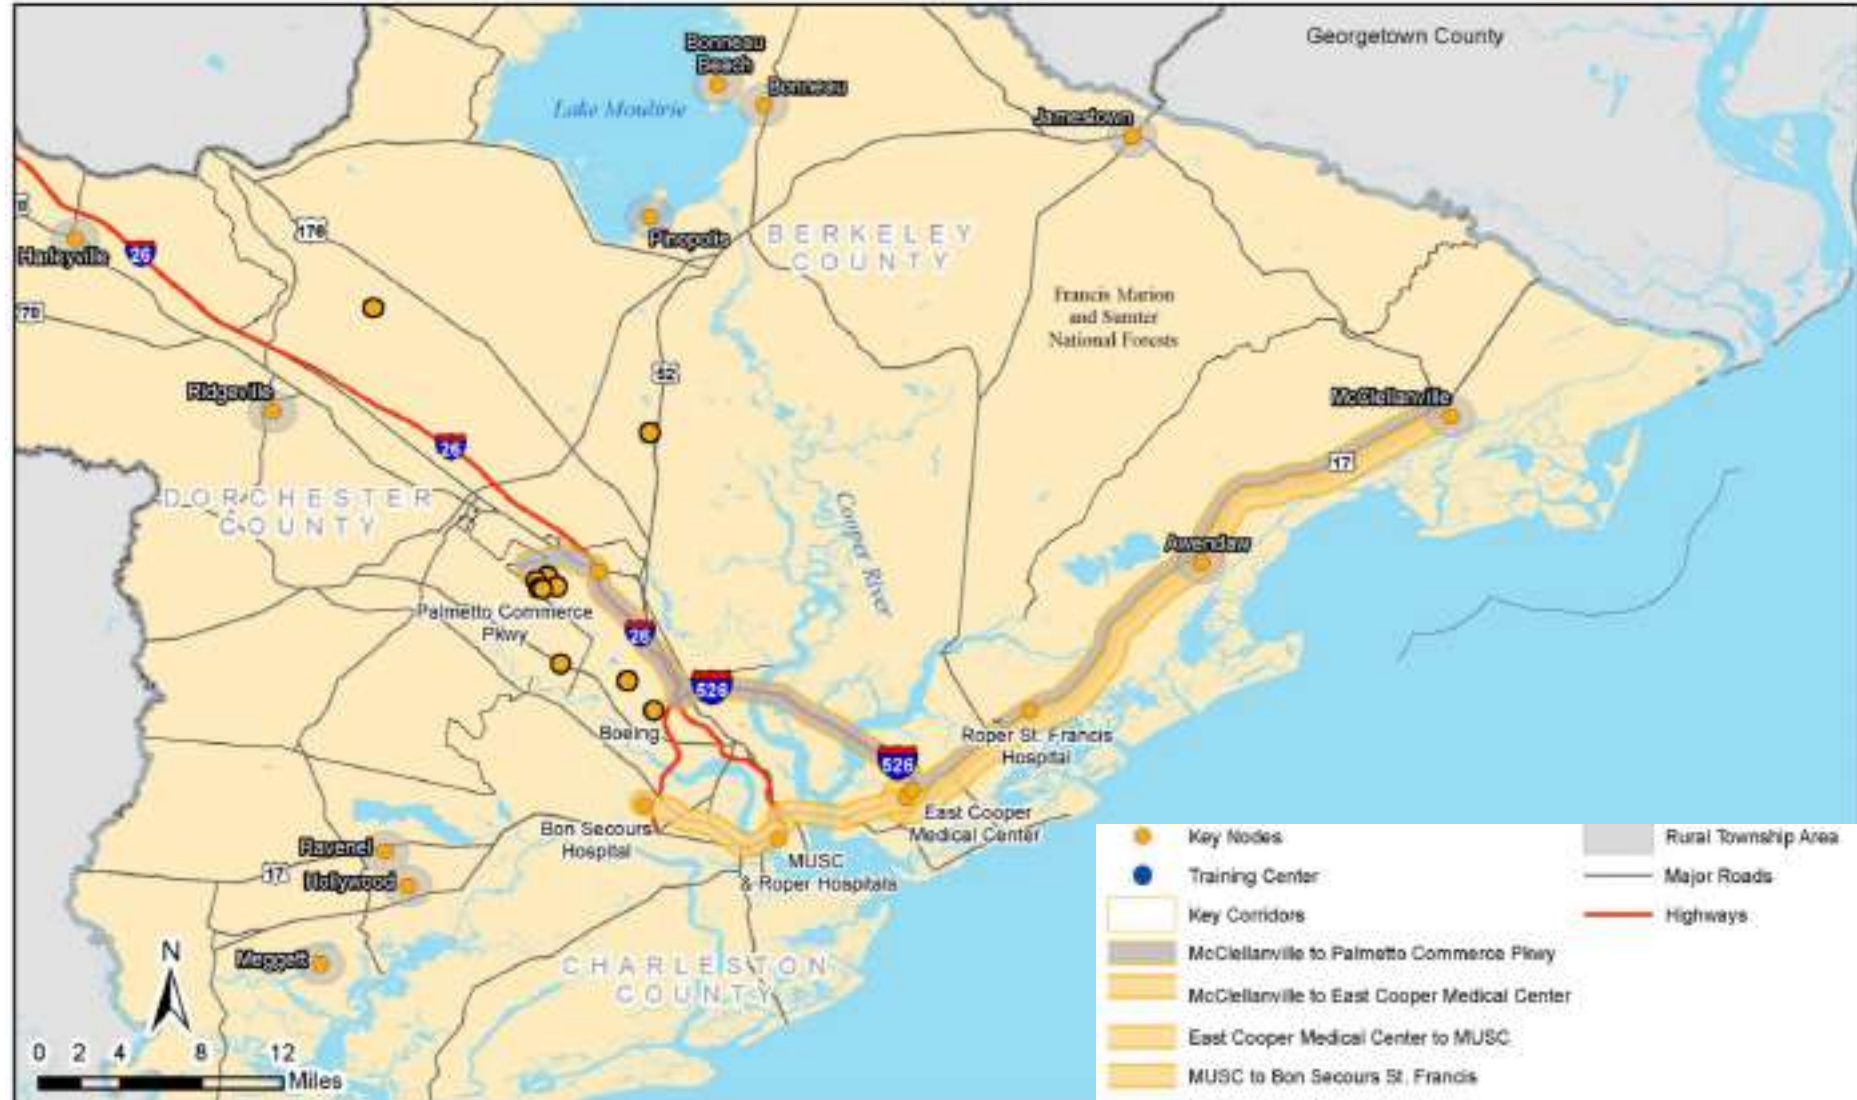 Georgetown County
Bonneau
Beach
Bonneau
Lake Moultrie
Jamestown
176
Pinopolis
BERKELEY
COUNTY
Harleyville
26
78
Francis Marion
and Sumter
National Forests
52
Ridgeville
McClellanville
26
17
DORCHESTER
COUNTY
Cooper River
Awendaw
Palmetto Commerce
Pkwy
26
526
Boeing
Roper St. Francis
Hospital
526
East Cooper
Medical Center
Bon Secours
Hospital
MUSC
& Roper Hospitals
Ravenel
17
Hollywood
Meggett
N
CHARLESTON
COUNTY
0 2 4 8 12
Miles
Key Nodes
Training Center
Key Corridors
McClellanville to Palmetto Commerce Pkwy
McClellanville to East Cooper Medical Center
East Cooper Medical Center to MUSC
MUSC to Bon Secours St. Francis
Rural Township Area
Major Roads
Highways